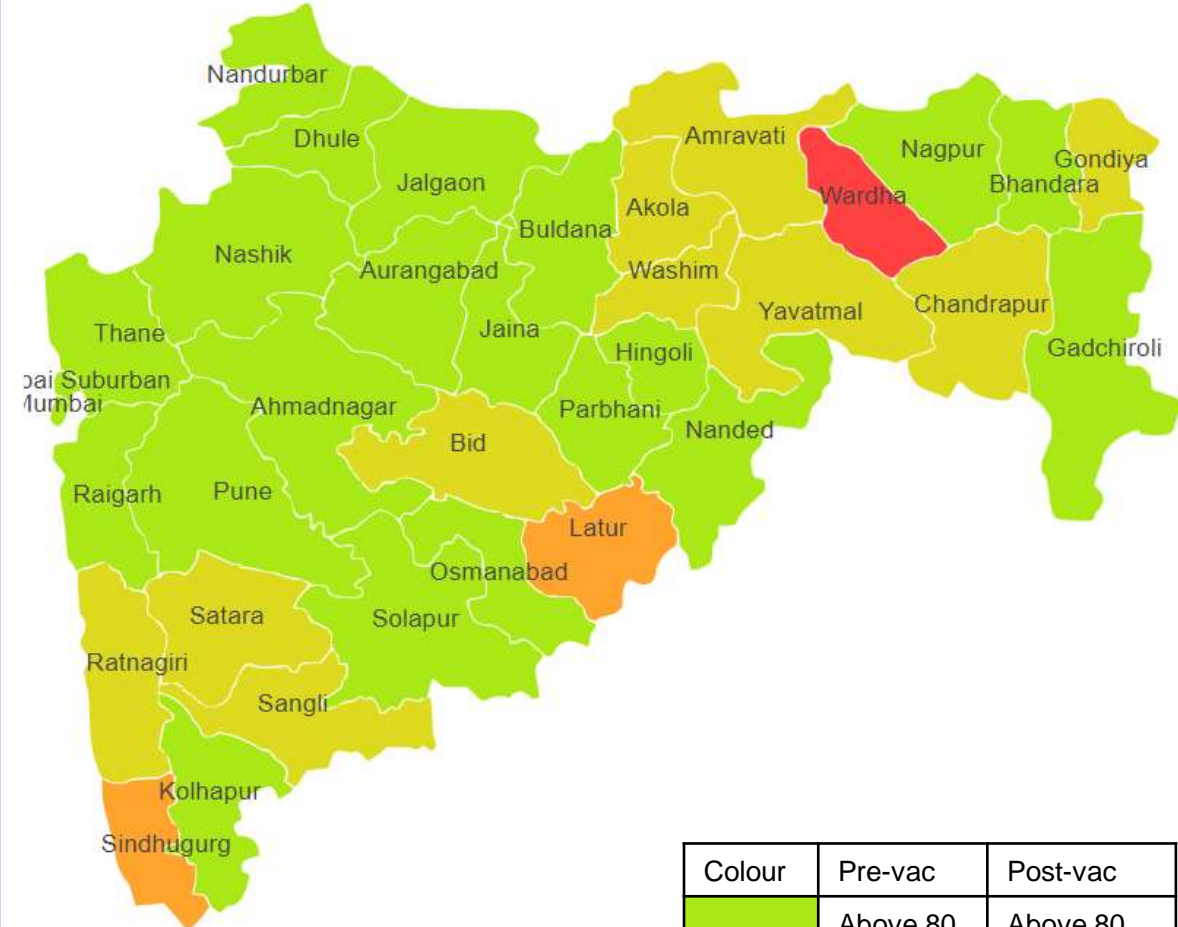 Nandurbar
Dhule
Jalgaon
Amravati
Nagpur
Gondiya
Bhandara
Wardha
Akola
Buldana
Nashik
Aurangabad
Washim
Chandrapur
Yavatmal
Jaina
Thane
Hingoli
Gadchiroli
Suburban
Ahmadnagar
Parbhani
Nanded
Bid
Raigarh
Pune
Latur
Osmanabad
Satara
Solapur
Ratnagiri
Sangli
Kolhapur
Sindhugurg
Colour Pre-vac Post-vac
Above 80 Above 80